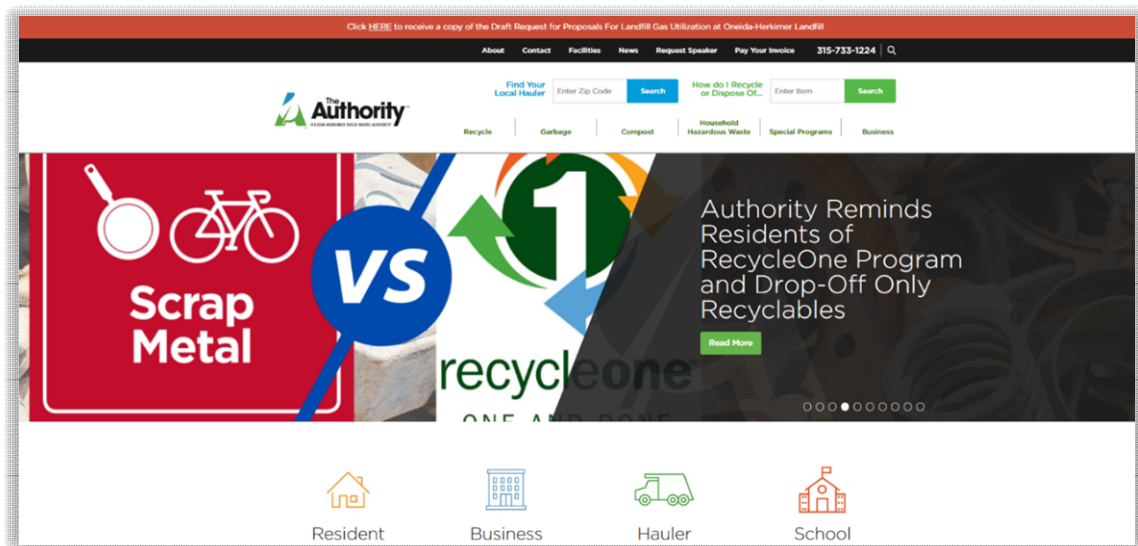 Click HERE to receive a copy of the Draft Request for Proposals For Landfill Gas Utilization at Oneida-Herkimer Landfill
About Contact Facilities News Request Speaker Pay Your Invoice 315-733-1224
The
Authority
Find Your
Local Hauler
Enter Zip Code
Search
How do I Recycle
or Dispose Of...
Enter Item
Search
Recycle
Garbage
Compost
Household
Hazardous Waste
Special Programs
Business
Scrap
Metal
VS
1
recycleone
ONE AND DONE
Authority Reminds
Residents of
RecycleOne Program
and Drop-Off Only
Recyclables
Read More
Resident
Business
Hauler
School